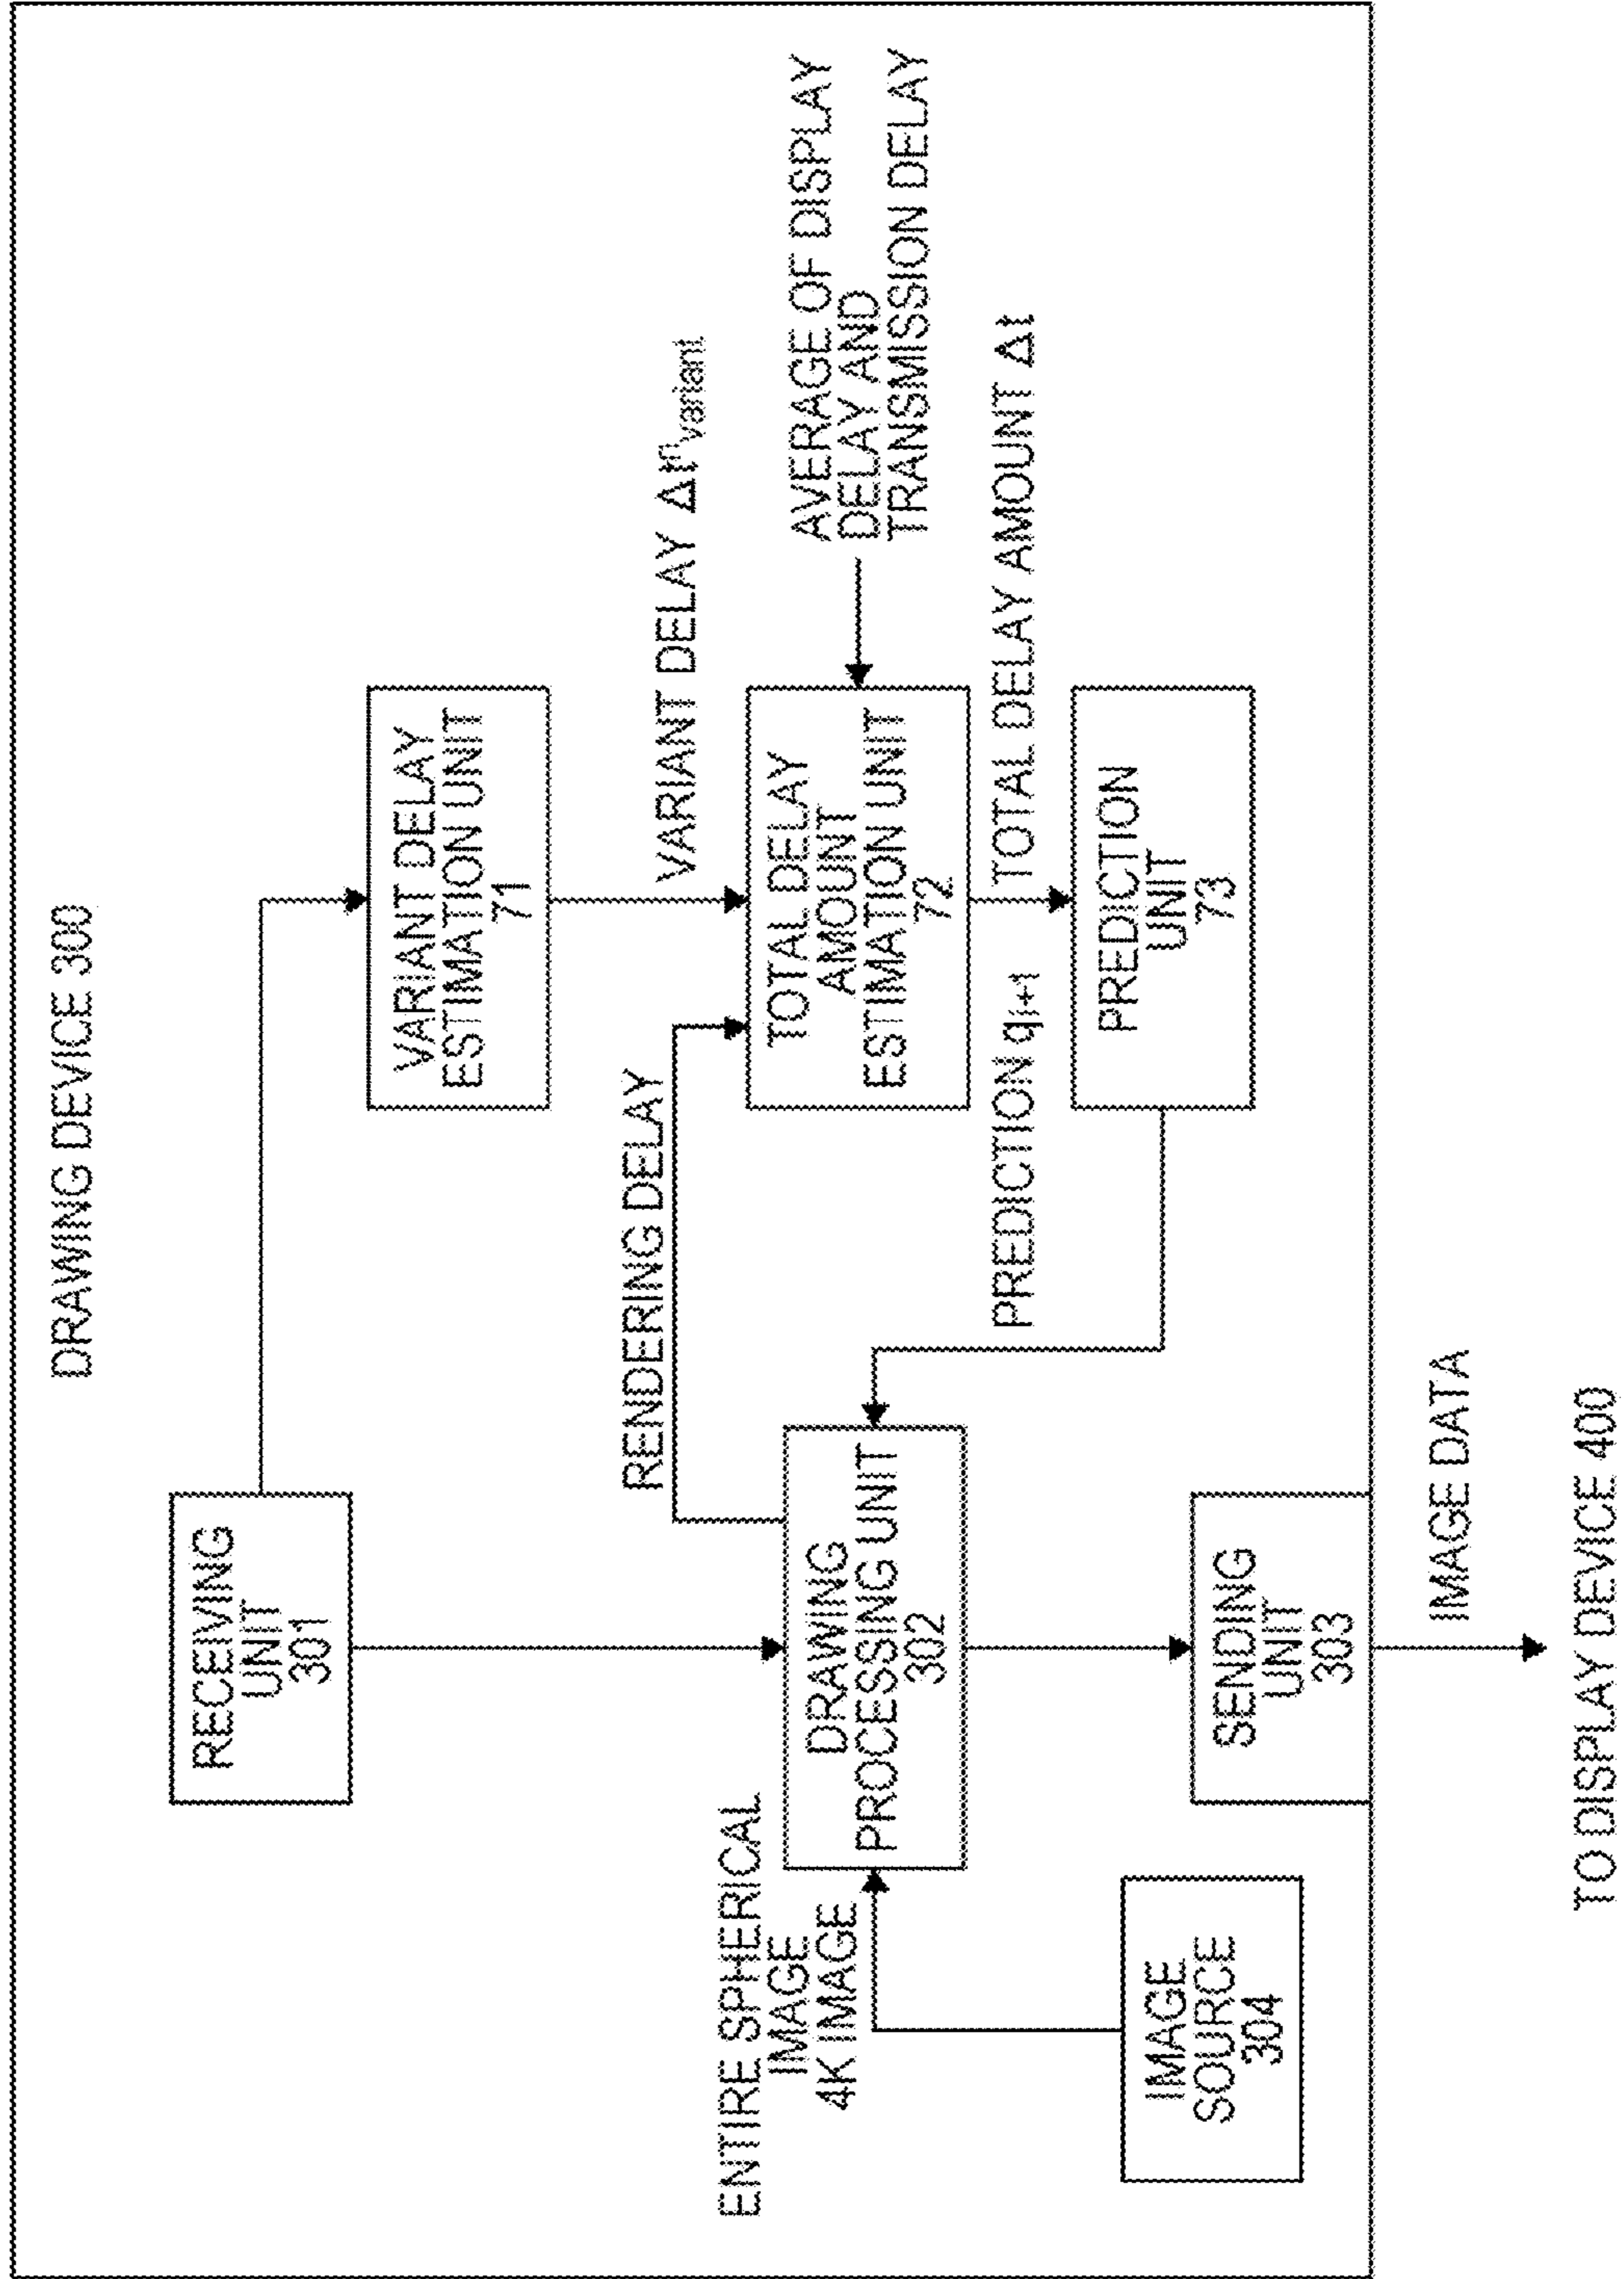 DRAWING DEVICE 300
RECEIVING
UNIT
301
VARIANT DELAY
ESTIMATION UNIT
71
RENDERING DELAY
VARIANT DELAY Δtⁿvariant
ENTIRE SPHERICAL
IMAGE
4K IMAGE
DRAWING
PROCESSING UNIT
302
TOTAL DELAY
AMOUNT
ESTIMATION UNIT
72
AVERAGE OF DISPLAY
DELAY AND
TRANSMISSION DELAY
PREDICTION qi+1
TOTAL DELAY AMOUNT Δt
IMAGE
SOURCE
304
SENDING
UNIT
303
PREDICTION
UNIT
73
IMAGE DATA
TO DISPLAY DEVICE 400